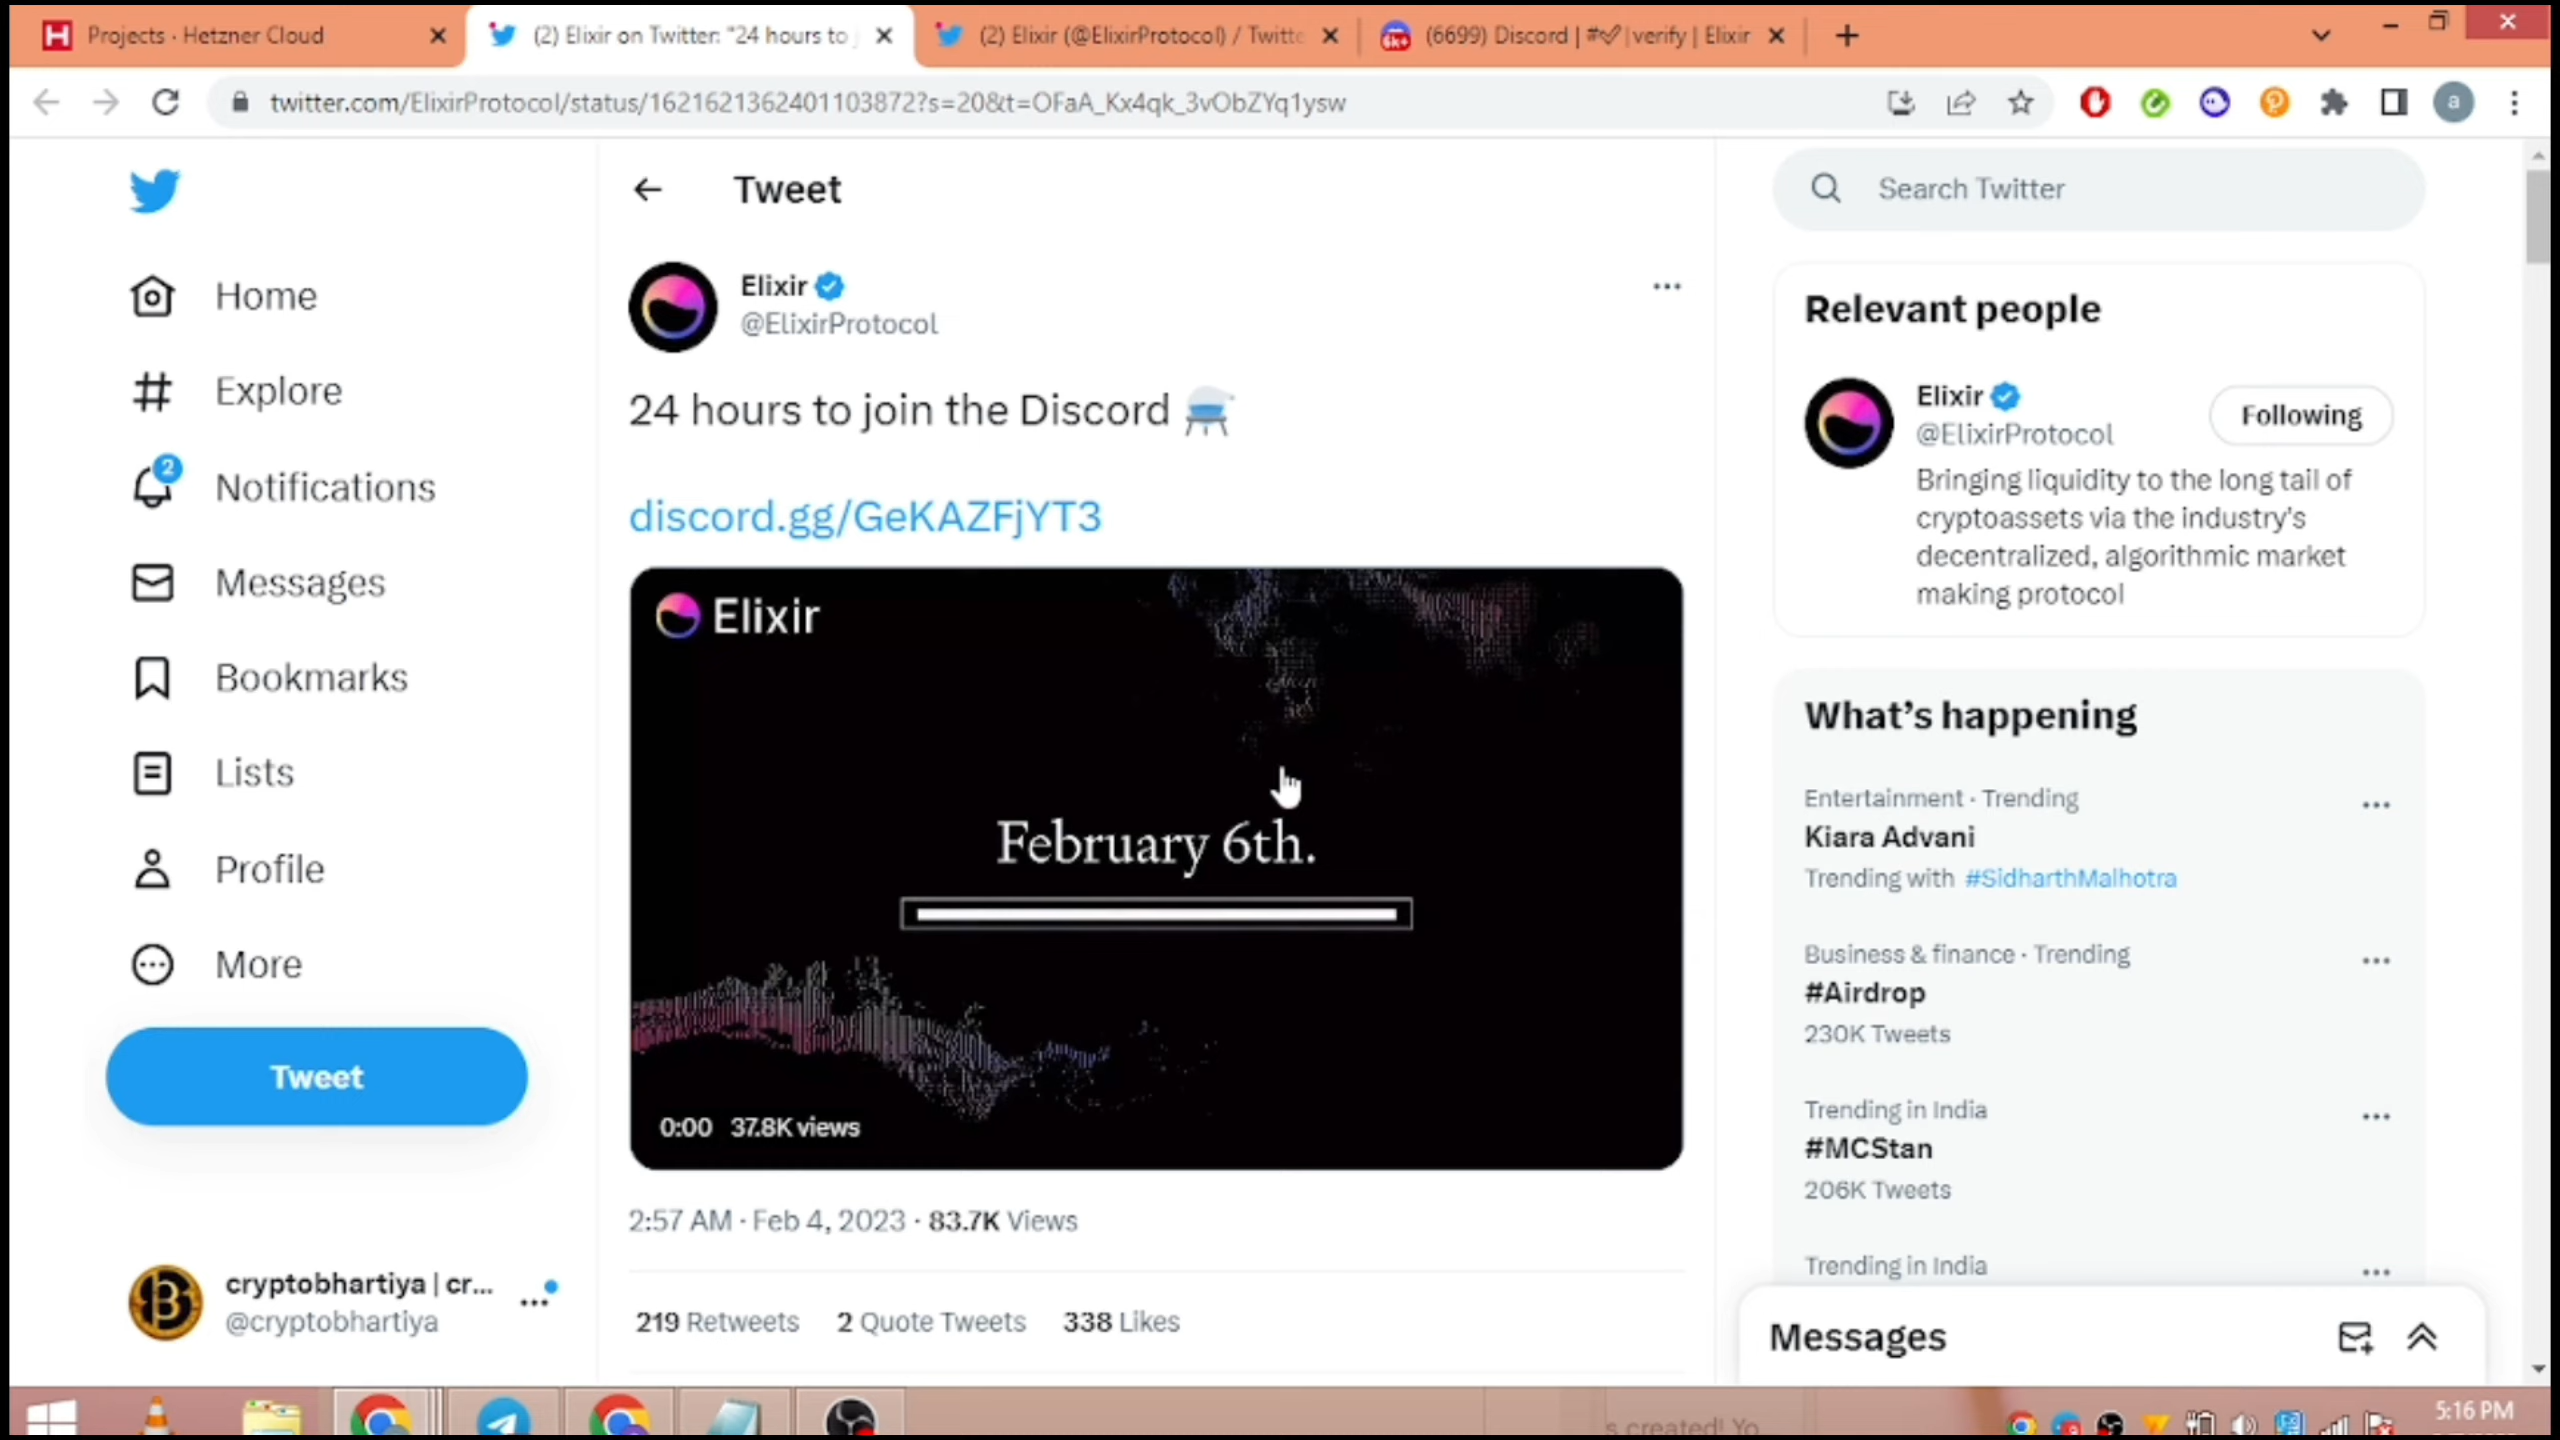 Projects · Hetzner Cloud
(2) Elixir on Twitter: "24 hours to j
(2) Elixir (@ElixirProtocol) / Twitte
(6699) Discord | #✔|verify | Elixir
twitter.com/ElixirProtocol/status/1621621362401103872?s=20&t=OFaA_Kx4qk_3vObZYq1ysw
a
Home
Explore
2
Notifications
Messages
Bookmarks
Lists
Profile
More
Tweet
cryptobhartiya | cr...
@cryptobhartiya
Tweet
Elixir
@ElixirProtocol
24 hours to join the Discord
discord.gg/GeKAZFjYT3
Elixir
February 6th.
0:00 37.8K views
2:57 AM · Feb 4, 2023 · 83.7K Views
219 Retweets 2 Quote Tweets 338 Likes
Search Twitter
Relevant people
Elixir
@ElixirProtocol
Following
Bringing liquidity to the long tail of
cryptoassets via the industry's
decentralized, algorithmic market
making protocol
What's happening
Entertainment · Trending
Kiara Advani
Trending with #SidharthMalhotra
Business & finance · Trending
#Airdrop
230K Tweets
Trending in India
#MCStan
206K Tweets
Trending in India
Messages
s created! Yo
5:16 PM